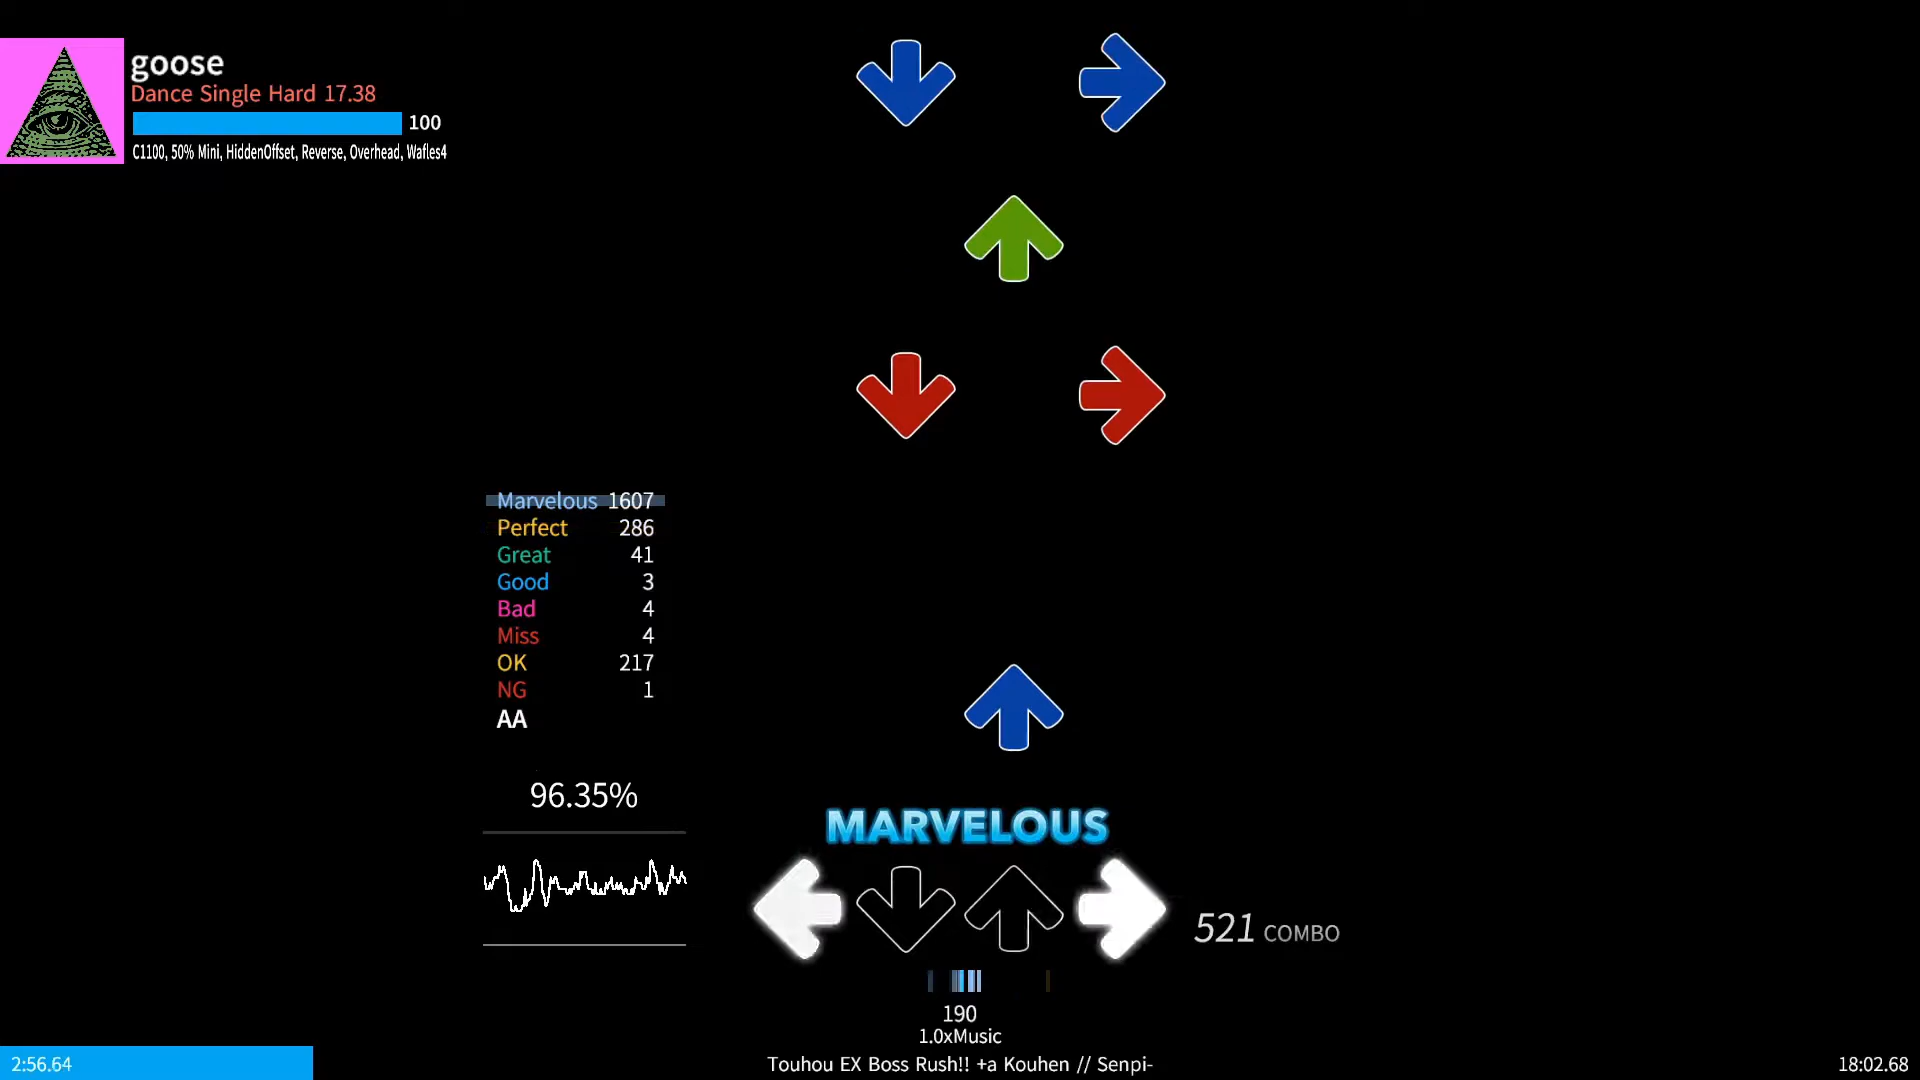 goose
Dance Single Hard 17.38
100
C1100, 50% Mini, HiddenOffset, Reverse, Overhead, Wafles4
Marvelous 1607
Perfect 286
Great 41
Good 3
Bad 4
Miss 4
OK 217
NG 1
AA
96.35%
MARVELOUS
521 COMBO
190
1.0xMusic
2:56.64
Touhou EX Boss Rush!! +a Kouhen // Senpi-
18:02.68